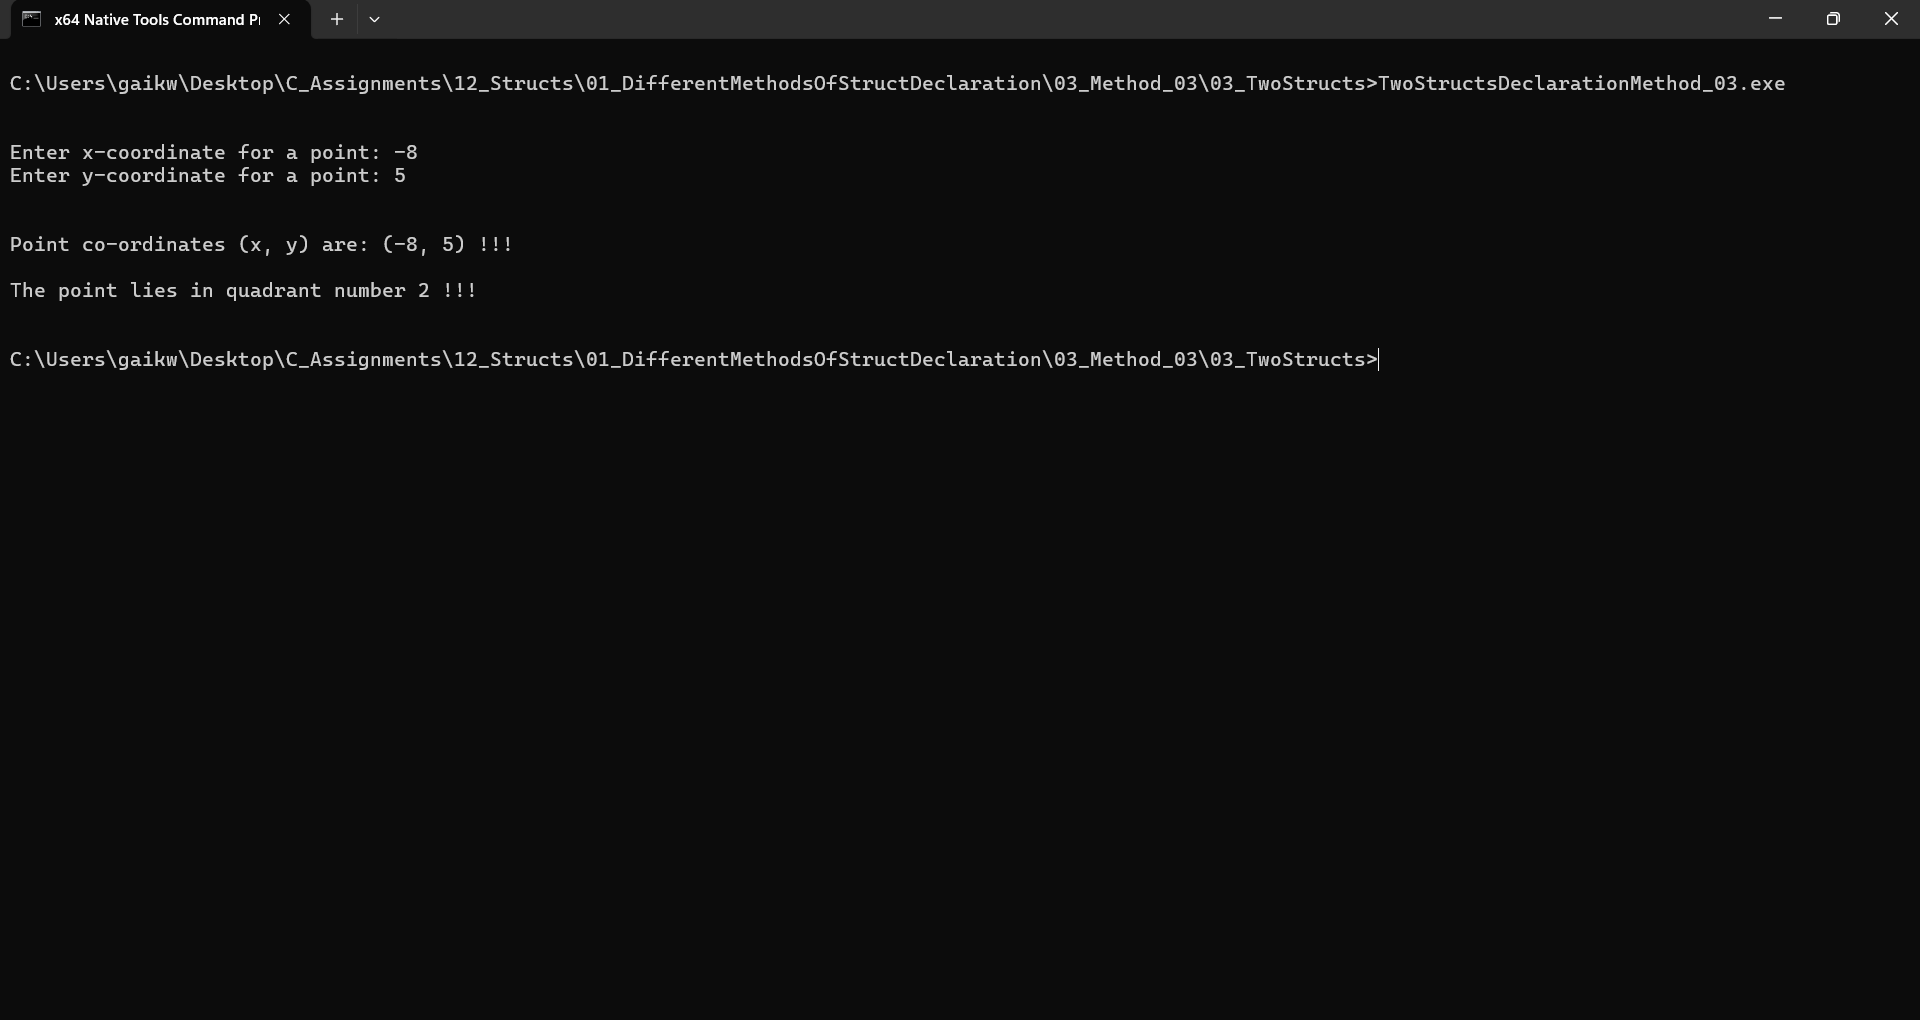 x64 Native Tools Command P
C:\Users\gaikw\Desktop\C_Assignments\12_Structs\01_DifferentMethodsOfStructDeclaration\03_Method_03\03_TwoStructs>TwoStructsDeclarationMethod_03.exe
Enter x-coordinate for a point: -8
Enter y-coordinate for a point: 5
Point co-ordinates (x, y) are: (-8, 5) !!!
The point lies in quadrant number 2 !!!
C:\Users\gaikw\Desktop\C_Assignments\12_Structs\01_DifferentMethodsOfStructDeclaration\03_Method_03\03_TwoStructs>